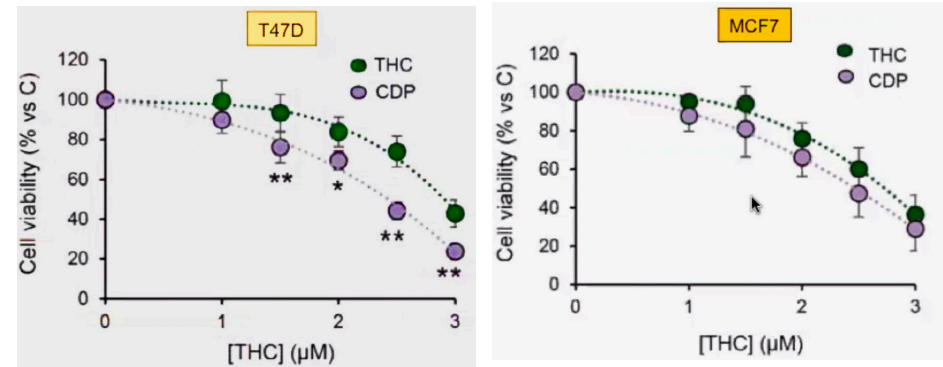 T47D
THC
CDP
Cell viability (% vs C)
120
100
80
60
40
20
0
**
*
**
**
0
1
2
3
[THC] (μM)
MCF7
THC
CDP
Cell viability (% vs C)
120
100
80
60
40
20
0
0
1
2
3
[THC] (μM)